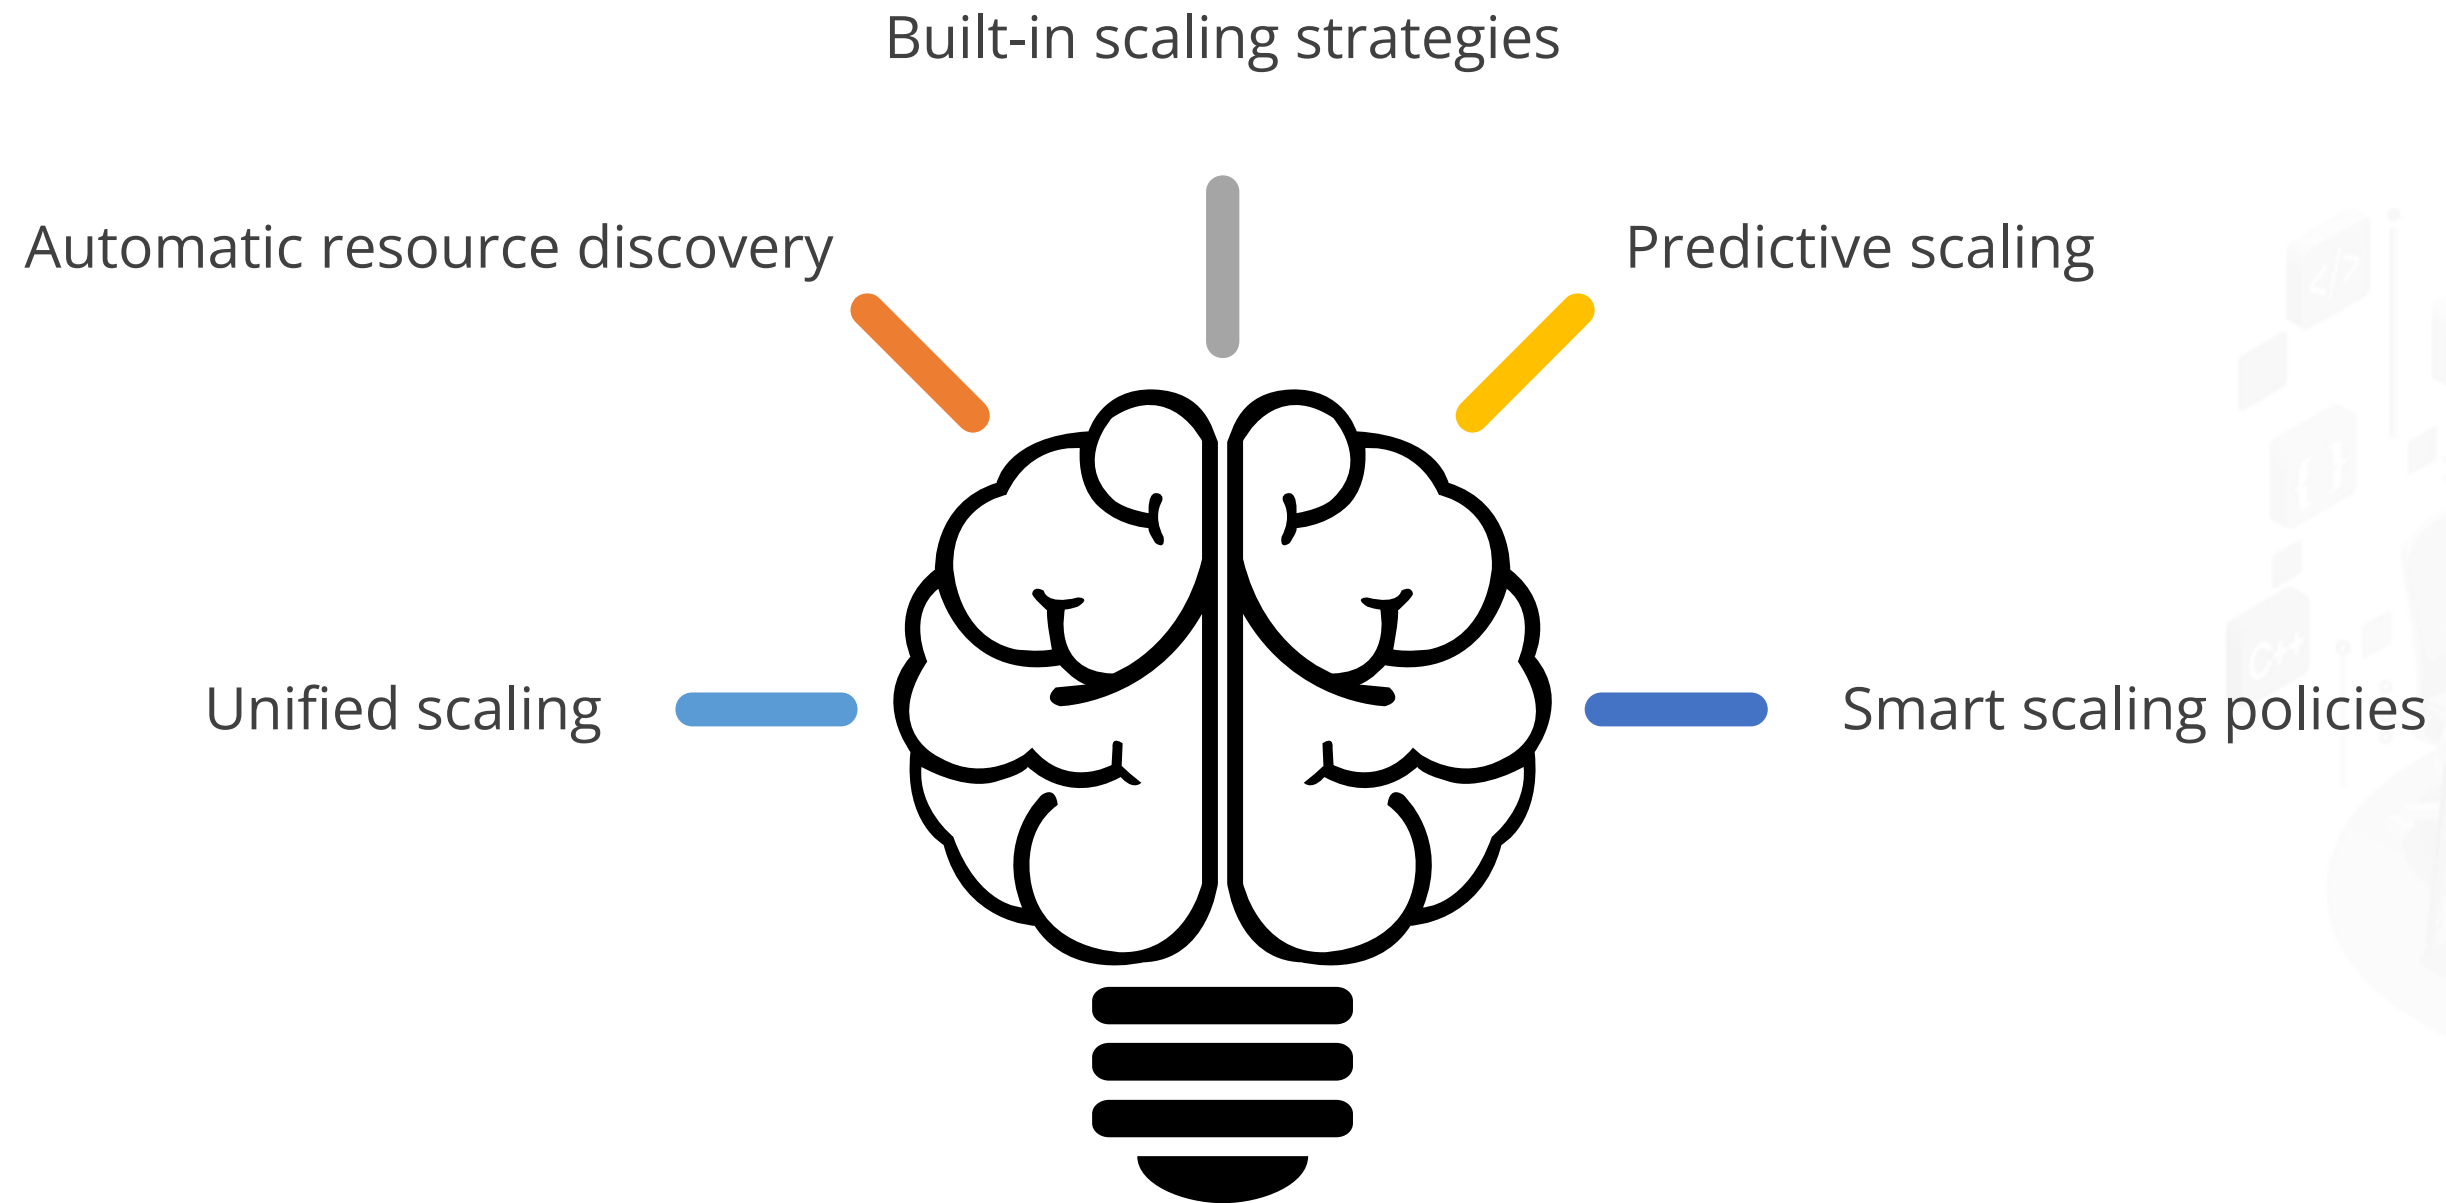 Built-in scaling strategies
Automatic resource discovery
Predictive scaling
Unified scaling
Smart scaling policies
</>
{ }
C++